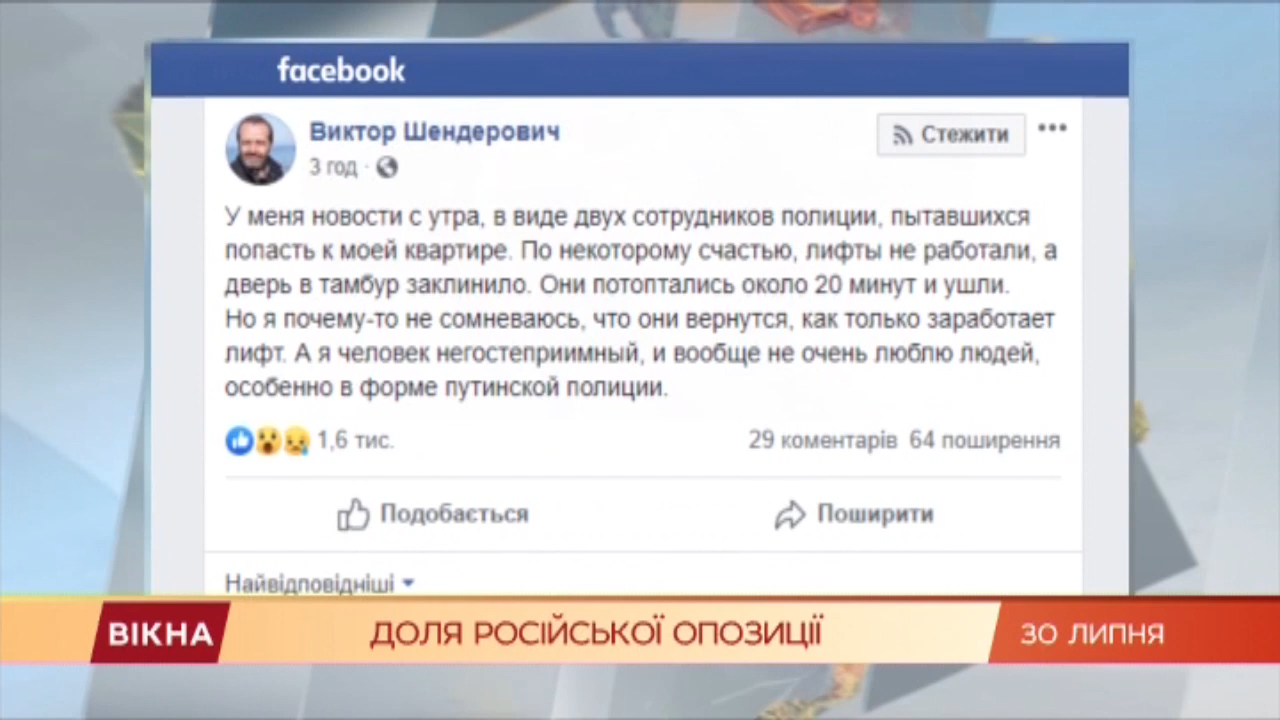 facebook
Виктор Шендерович
Стежити
3 год
У меня новости с утра, в виде двух сотрудников полиции, пытавшихся
попасть к моей квартире. По некоторому счастью, лифты не работали, а
дверь в тамбур заклинило. Они потоптались около 20 минут и ушли.
Но я почему-то не сомневаюсь, что они вернутся, как только заработает
лифт. А я человек негостеприимный, и вообще не очень люблю людей,
особенно в форме путинской полиции.
1,6 тис.
29 коментарів 64 поширення
Подобається
Поширити
Найвідповідніші
ВІКНА
ДОЛЯ РОСІЙСЬКОЇ ОПОЗИЦІЇ
30 ЛИПНЯ